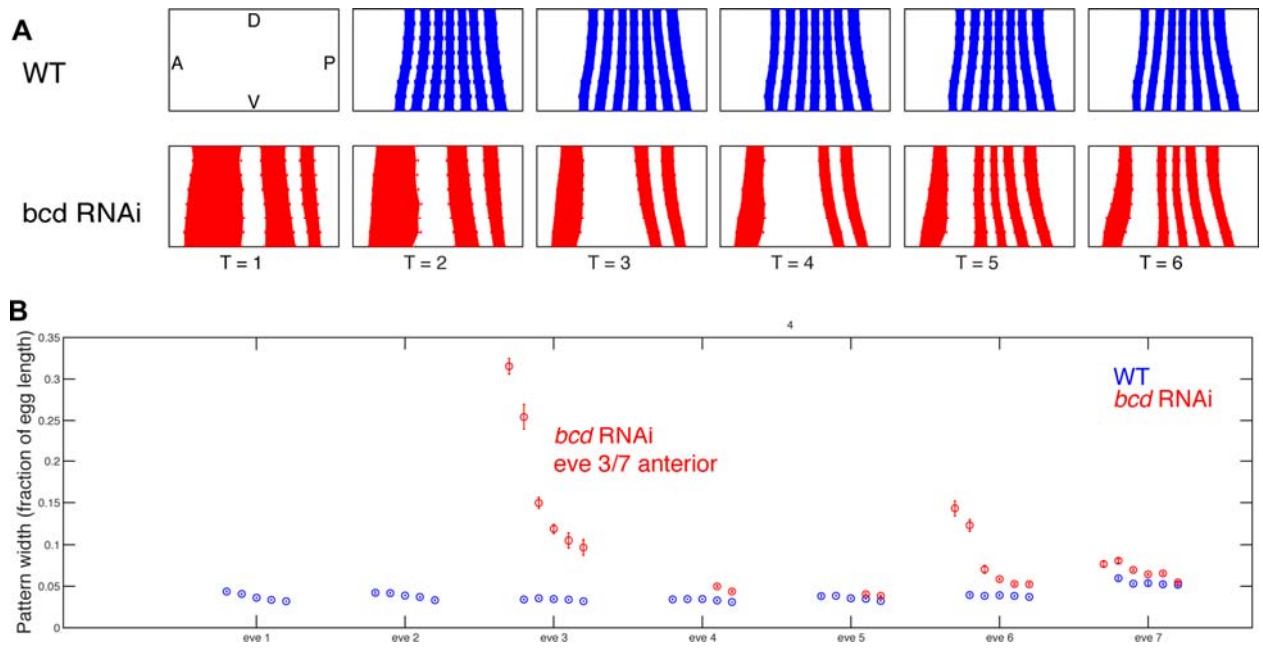 A
WT
D
A
P
V
bcd RNAi
T = 1
T = 2
T = 3
T = 4
T = 5
T = 6
B
4
Pattern width (fraction of egg length)
0.35
0.3
0.25
0.2
0.15
0.1
0.05
0
WT
bcd RNAi
bcd RNAi
eve 3/7 anterior
eve 1
eve 2
eve 3
eve 4
eve 5
eve 6
eve 7